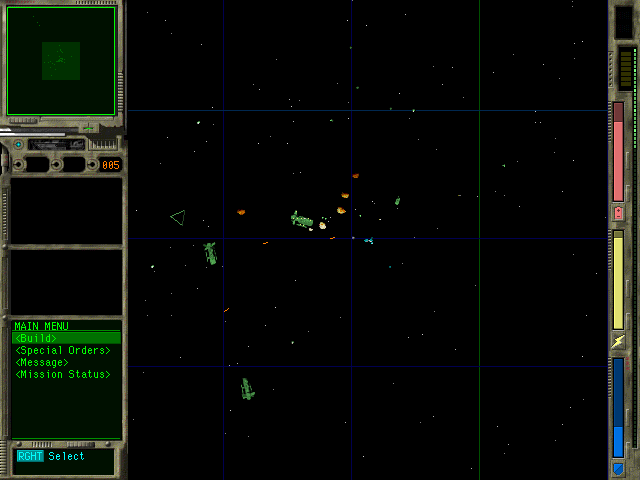 005
MAIN MENU
<Build>
<Special Orders>
<Message>
<Mission Status>
RGHT Select